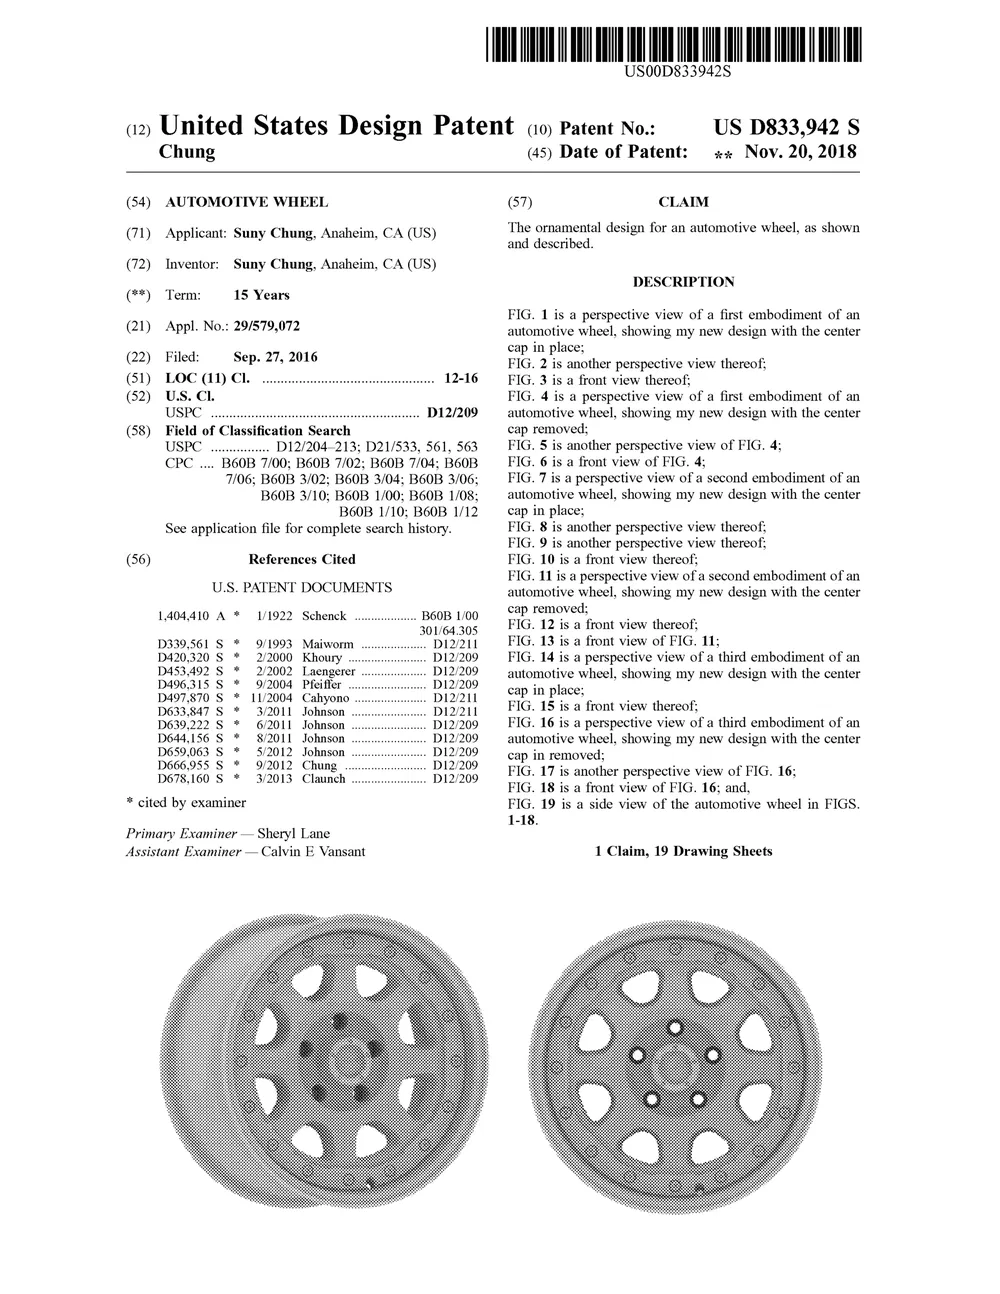 US00D833942S
(12) United States Design Patent
Chung
(10) Patent No.: US D833,942 S
(45) Date of Patent: ** Nov. 20, 2018
(54) AUTOMOTIVE WHEEL
(71) Applicant: Suny Chung, Anaheim, CA (US)
(72) Inventor: Suny Chung, Anaheim, CA (US)
(**) Term: 15 Years
(21) Appl. No.: 29/579,072
(22) Filed: Sep. 27, 2016
(51) LOC (11) Cl. ............................................... 12-16
(52) U.S. Cl.
USPC ......................................................... D12/209
(58) Field of Classification Search
USPC ................ D12/204–213; D21/533, 561, 563
CPC .... B60B 7/00; B60B 7/02; B60B 7/04; B60B
7/06; B60B 3/02; B60B 3/04; B60B 3/06;
B60B 3/10; B60B 1/00; B60B 1/08;
B60B 1/10; B60B 1/12
See application file for complete search history.
(56) References Cited
U.S. PATENT DOCUMENTS
1,404,410 A * 1/1922 Schenck ................... B60B 1/00
301/64.305
D339,561 S * 9/1993 Maiworm .................... D12/211
D420,320 S * 2/2000 Khoury ........................ D12/209
D453,492 S * 2/2002 Laengerer .................... D12/209
D496,315 S * 9/2004 Pfeiffer ........................ D12/209
D497,870 S * 11/2004 Cahyono ...................... D12/211
D633,847 S * 3/2011 Johnson ....................... D12/211
D639,222 S * 6/2011 Johnson ....................... D12/209
D644,156 S * 8/2011 Johnson ....................... D12/209
D659,063 S * 5/2012 Johnson ....................... D12/209
D666,955 S * 9/2012 Chung ......................... D12/209
D678,160 S * 3/2013 Claunch ....................... D12/209
* cited by examiner
Primary Examiner — Sheryl Lane
Assistant Examiner — Calvin E Vansant
(57) CLAIM
The ornamental design for an automotive wheel, as shown
and described.
DESCRIPTION
FIG. 1 is a perspective view of a first embodiment of an
automotive wheel, showing my new design with the center
cap in place;
FIG. 2 is another perspective view thereof;
FIG. 3 is a front view thereof;
FIG. 4 is a perspective view of a first embodiment of an
automotive wheel, showing my new design with the center
cap removed;
FIG. 5 is another perspective view of FIG. 4;
FIG. 6 is a front view of FIG. 4;
FIG. 7 is a perspective view of a second embodiment of an
automotive wheel, showing my new design with the center
cap in place;
FIG. 8 is another perspective view thereof;
FIG. 9 is another perspective view thereof;
FIG. 10 is a front view thereof;
FIG. 11 is a perspective view of a second embodiment of an
automotive wheel, showing my new design with the center
cap removed;
FIG. 12 is a front view thereof;
FIG. 13 is a front view of FIG. 11;
FIG. 14 is a perspective view of a third embodiment of an
automotive wheel, showing my new design with the center
cap in place;
FIG. 15 is a front view thereof;
FIG. 16 is a perspective view of a third embodiment of an
automotive wheel, showing my new design with the center
cap in removed;
FIG. 17 is another perspective view of FIG. 16;
FIG. 18 is a front view of FIG. 16; and,
FIG. 19 is a side view of the automotive wheel in FIGS.
1-18.
1 Claim, 19 Drawing Sheets